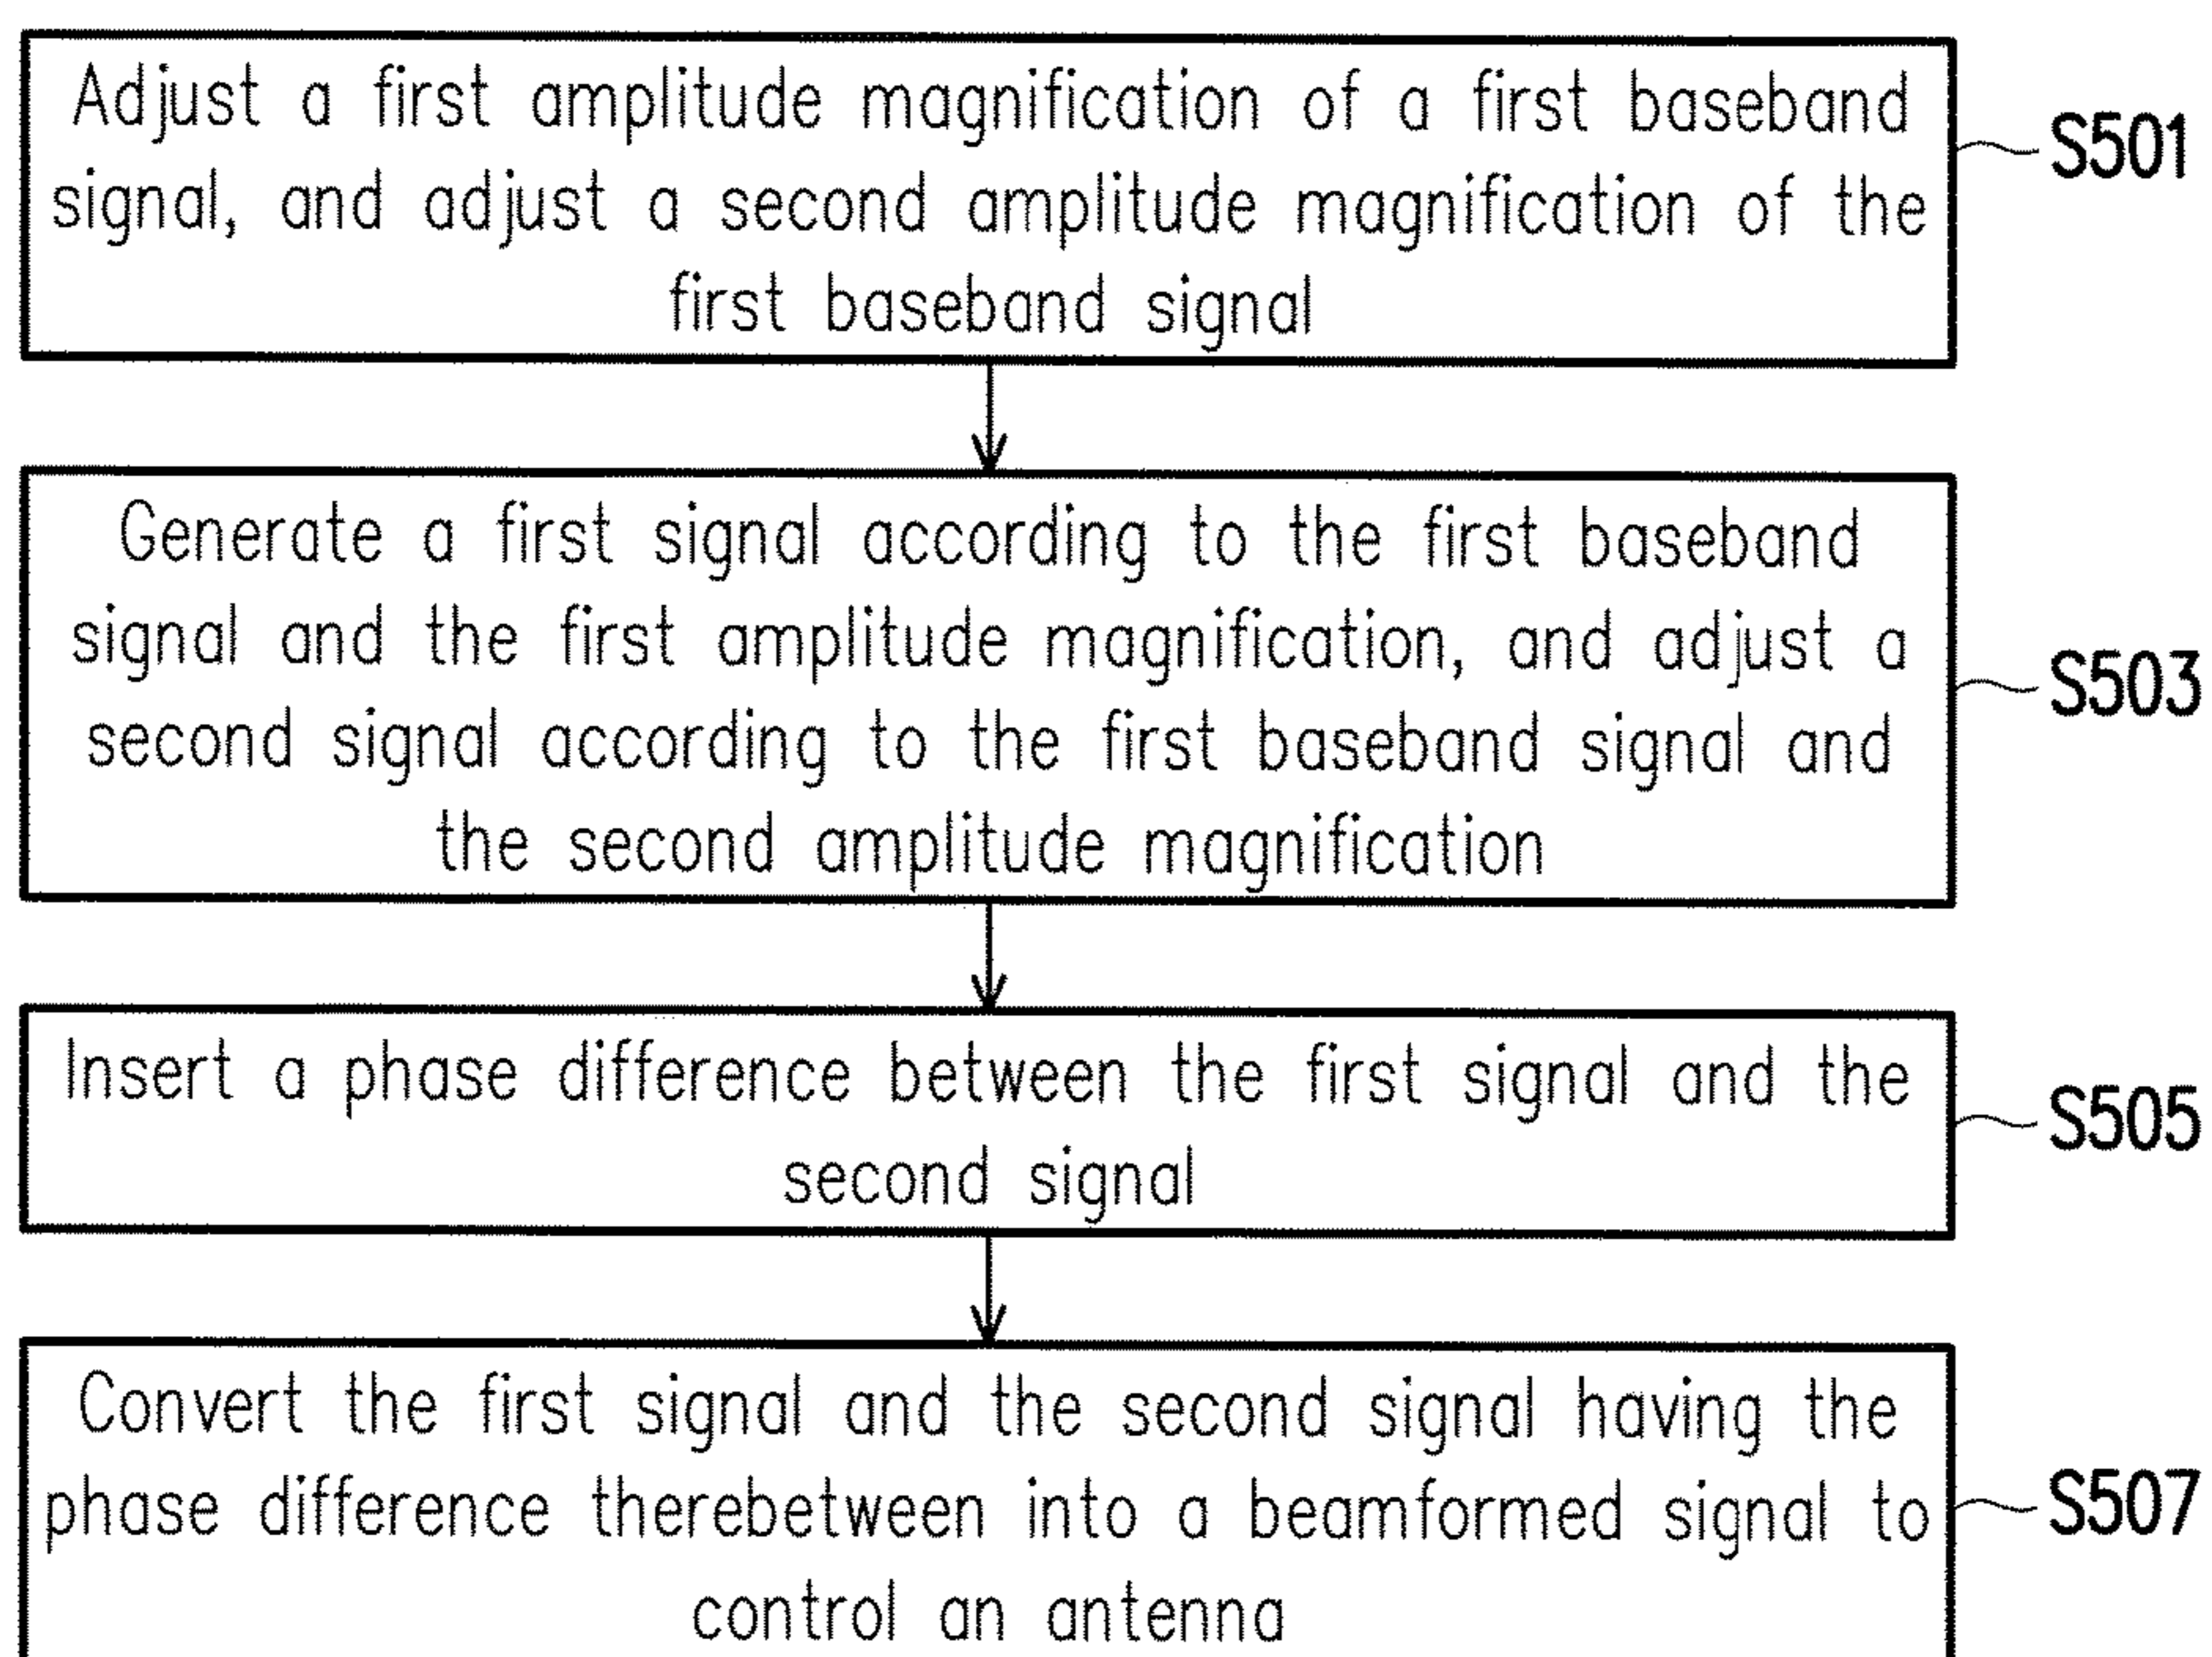 Adjust a first amplitude magnification of a first baseband
signal, and adjust a second amplitude magnification of the
first baseband signal
S501
Generate a first signal according to the first baseband
signal and the first amplitude magnification, and adjust a
second signal according to the first baseband signal and
the second amplitude magnification
S503
Insert a phase difference between the first signal and the
second signal
S505
Convert the first signal and the second signal having the
phase difference therebetween into a beamformed signal to
control an antenna
S507